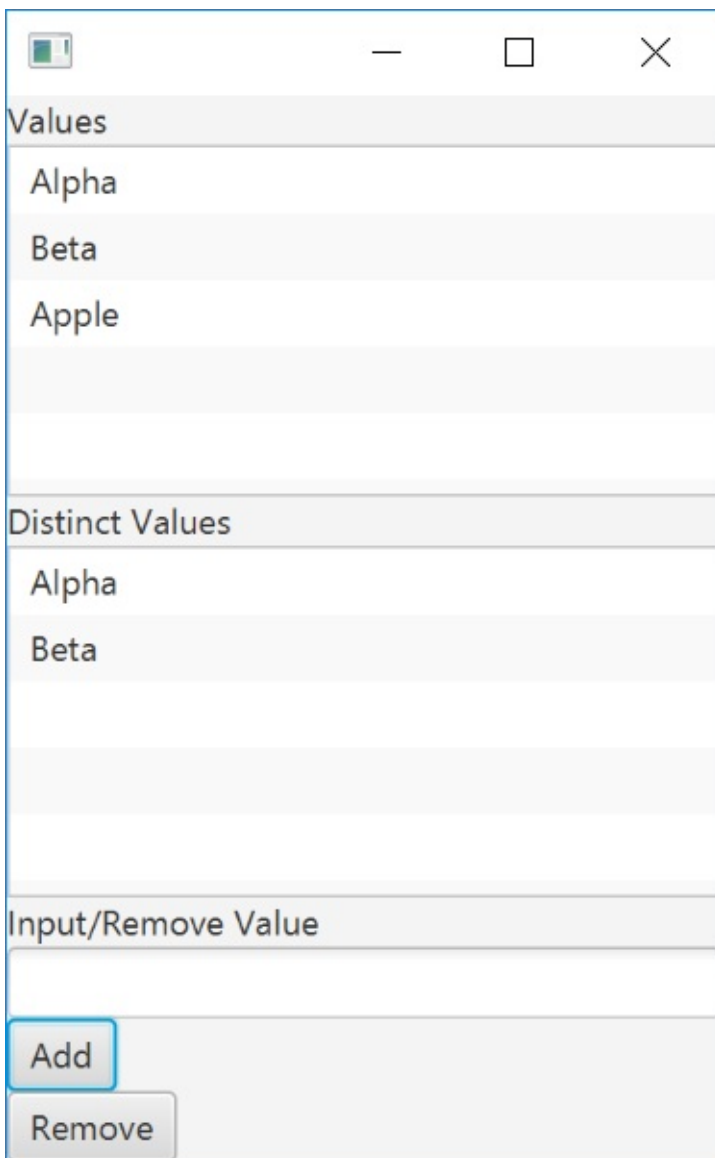 Values
Alpha
Beta
Apple
Distinct Values
Alpha
Beta
Input/Remove Value
Add
Remove